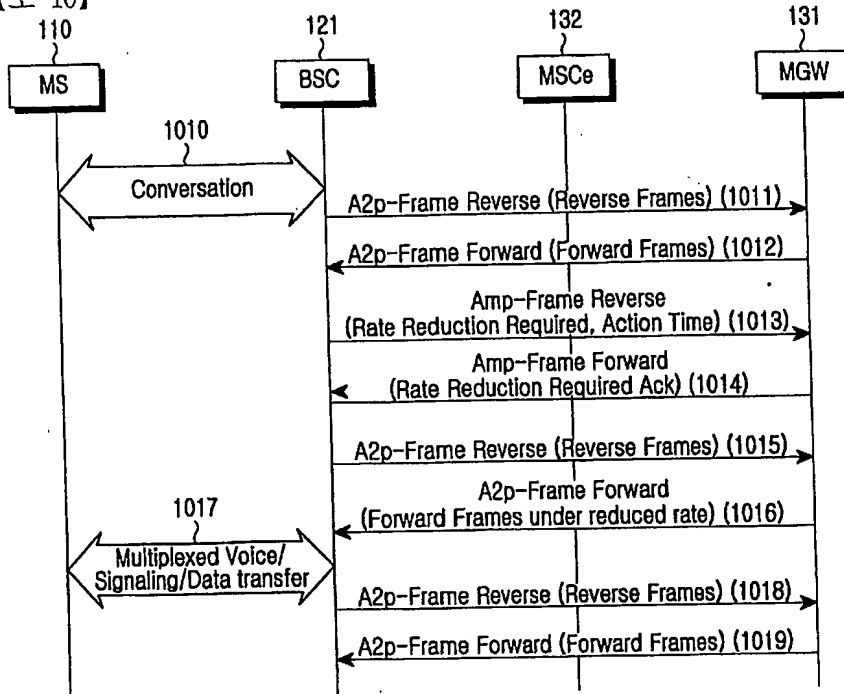 【도 10】
110
121
132
131
MS
BSC
MSCe
MGW
1010
Conversation
A2p-Frame Reverse (Reverse Frames) (1011)
A2p-Frame Forward (Forward Frames) (1012)
Amp-Frame Reverse
(Rate Reduction Required, Action Time) (1013)
Amp-Frame Forward
(Rate Reduction Required Ack) (1014)
A2p-Frame Reverse (Reverse Frames) (1015)
A2p-Frame Forward
(Forward Frames under reduced rate) (1016)
1017
Multiplexed Voice/
Signaling/Data transfer
A2p-Frame Reverse (Reverse Frames) (1018)
A2p-Frame Forward (Forward Frames) (1019)